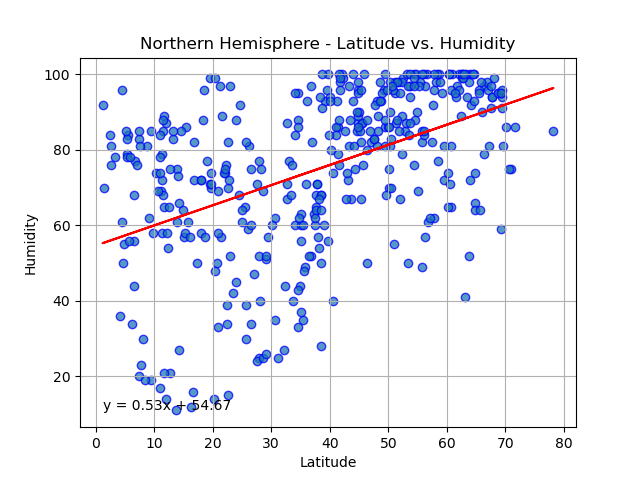 Northern Hemisphere - Latitude vs. Humidity
100
80
60
40
20
Humidity
y = 0.53x + 54.67
0 10 20 30 40 50 60 70 80
Latitude